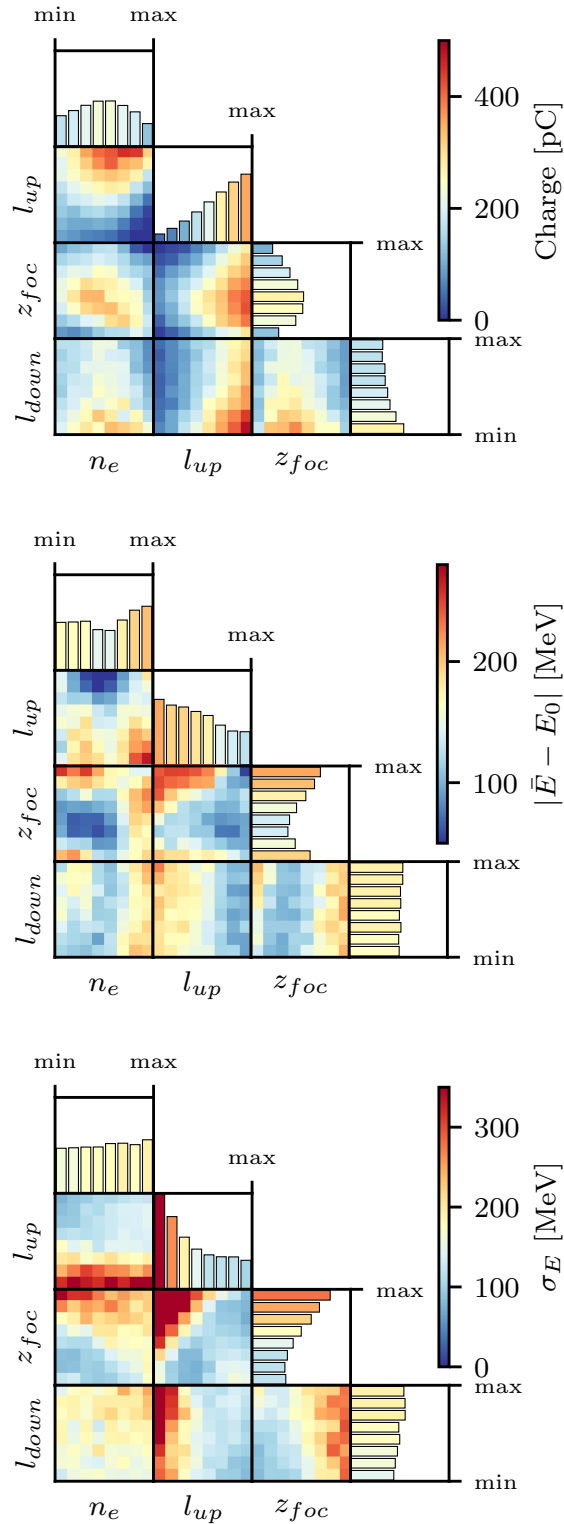 min max
max
400
200
0
Charge [pC]
l_up
max
z_foc
max
l_down
min
n_e l_up z_foc
min max
max
200
100
|Ē − E_0| [MeV]
l_up
max
z_foc
max
l_down
min
n_e l_up z_foc
min max
max
300
200
100
0
σ_E [MeV]
l_up
max
z_foc
max
l_down
min
n_e l_up z_foc